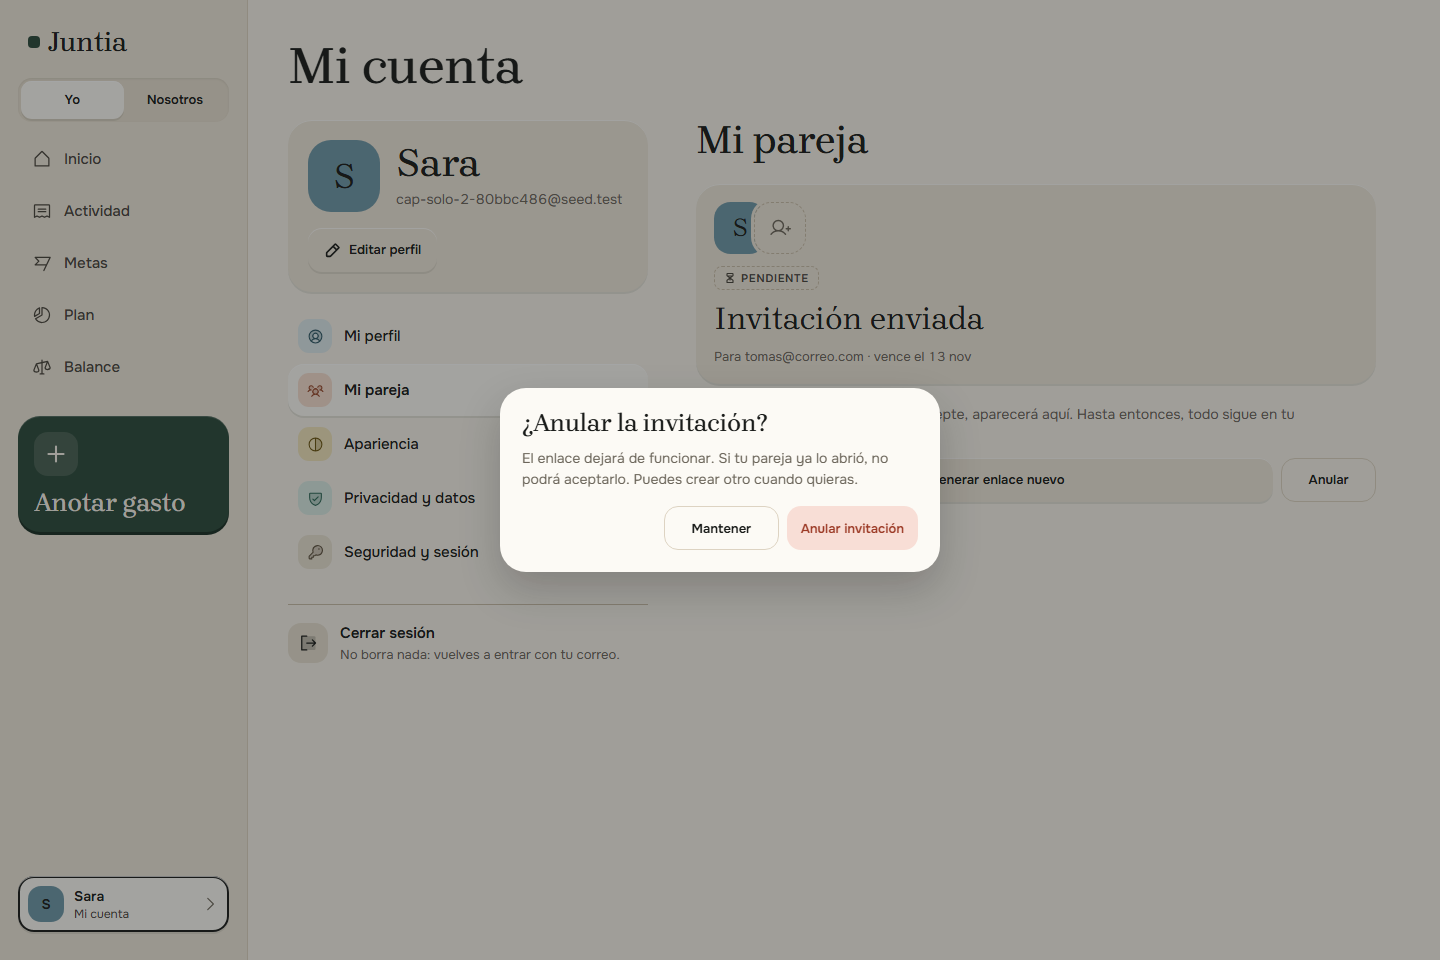 Juntia
Yo
Nosotros
Inicio
Actividad
Metas
Plan
Balance
Anotar gasto
S
Sara
Mi cuenta
Mi cuenta
S
Sara
cap-solo-2-80bbc486@seed.test
Editar perfil
Mi perfil
Mi pareja
Apariencia
Privacidad y datos
Seguridad y sesión
Cerrar sesión
No borra nada: vuelves a entrar con tu correo.
Mi pareja
S
PENDIENTE
Invitación enviada
Para tomas@correo.com · vence el 13 nov
aparecerá aquí. Hasta entonces, todo sigue en tu
enlace nuevo
Anular
¿Anular la invitación?
El enlace dejará de funcionar. Si tu pareja ya lo abrió, no
podrá aceptarlo. Puedes crear otro cuando quieras.
Mantener
Anular invitación